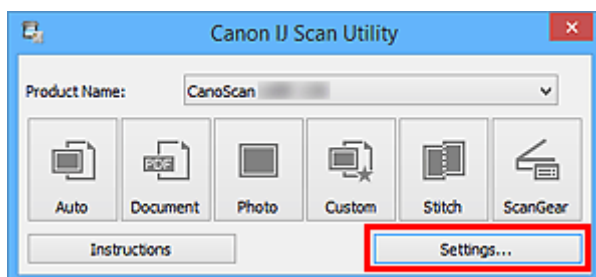 Canon IJ Scan Utility
Product Name: CanoScan
PDF
Auto Document Photo Custom Stitch ScanGear
Instructions Settings...